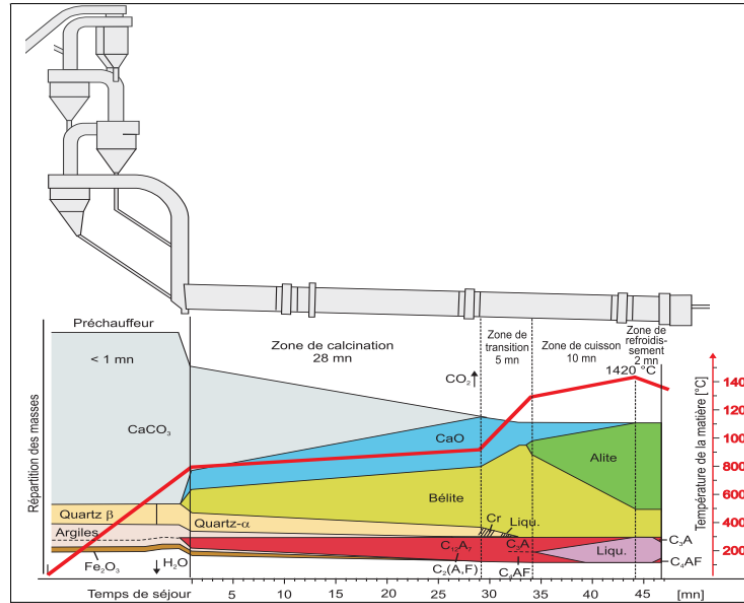 Préchauffeur
< 1 mn
Zone de calcination
28 mn
Zone de
transition
5 mn
Zone de cuisson
10 mn
Zone de
refroidis-
sement
2 mn
1420 °C
CO₂
CaCO₃
CaO
Alite
Bélite
Quartz β
Quartz-α
Argiles
Cr
Liqu.
C₁₂A₇
C₃A
Liqu.
C₃A
C₂(A,F)
C₄AF
C₄AF
Fe₂O₃
H₂O
Répartition des masses
Température de la matière [°C]
140
120
100
800
600
400
200
Temps de séjour
5
10
15
20
25
30
35
40
45
[mn]